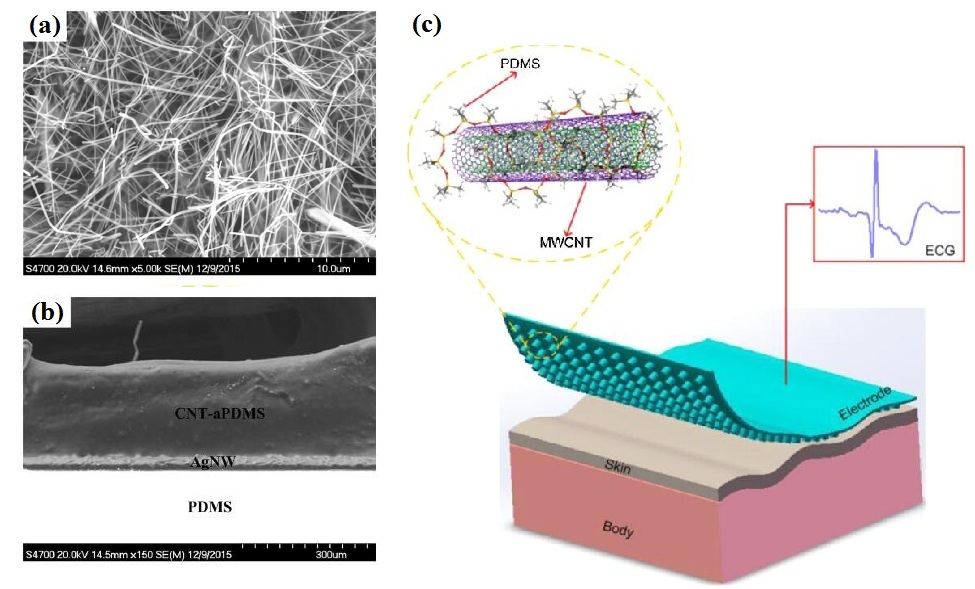 (a)
S4700 20.0kV 14.6mm x5.00k SE(M) 12/9/2015 10.0um
(b)
CNT-aPDMS
AgNW
PDMS
S4700 20.0kV 14.5mm x150 SE(M) 12/9/2015 300um
(c)
PDMS
MWCNT
ECG
Electrode
Skin
Body